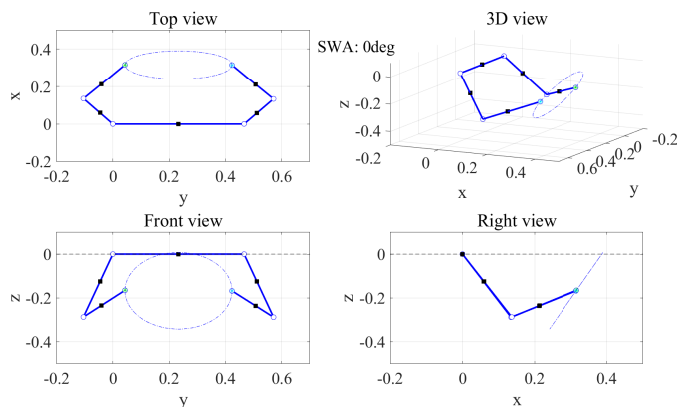 Top view
0.4
0.2
0
-0.2
x
-0.2 0 0.2 0.4 0.6
y
3D view
SWA: 0deg
0
-0.2
-0.4
z
-0.2 0 0.2 0.4
x
0.6 0.4 0.2 0 -0.2
y
Front view
0
-0.2
-0.4
z
-0.2 0 0.2 0.4 0.6
y
Right view
0
-0.2
-0.4
z
-0.2 0 0.2 0.4 0.6
x